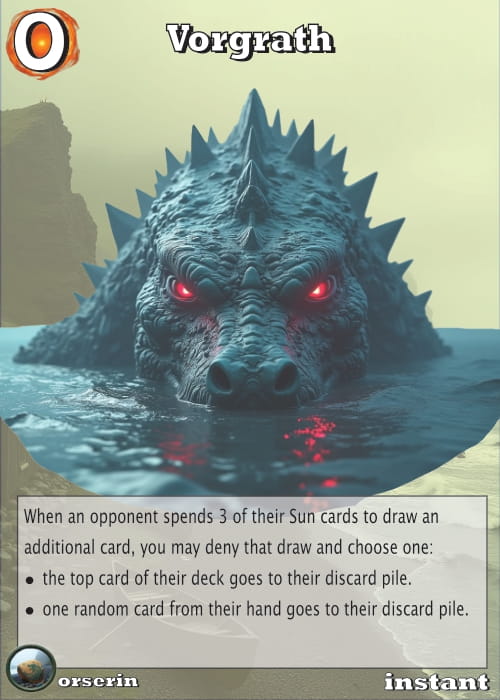 0
Vorgrath
When an opponent spends 3 of their Sun cards to draw an
additional card, you may deny that draw and choose one:
• the top card of their deck goes to their discard pile.
• one random card from their hand goes to their discard pile.
orserin
instant